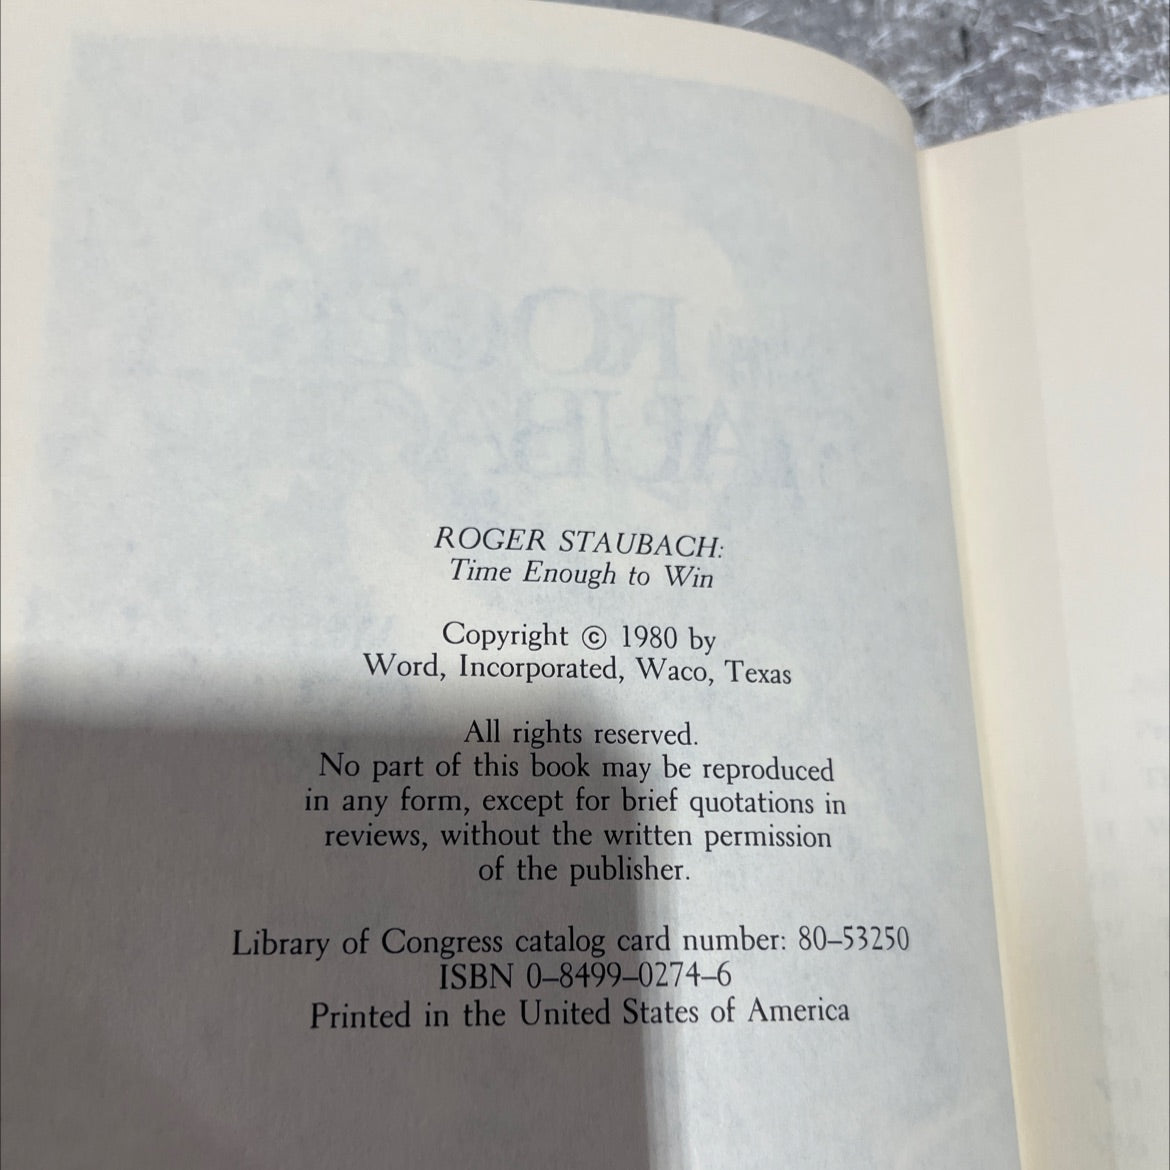 ROGER STAUBACH:
Time Enough to Win
Copyright © 1980 by
Word, Incorporated, Waco, Texas
All rights reserved.
No part of this book may be reproduced
in any form, except for brief quotations in
reviews, without the written permission
of the publisher.
Library of Congress catalog card number: 80–53250
ISBN 0–8499–0274–6
Printed in the United States of America